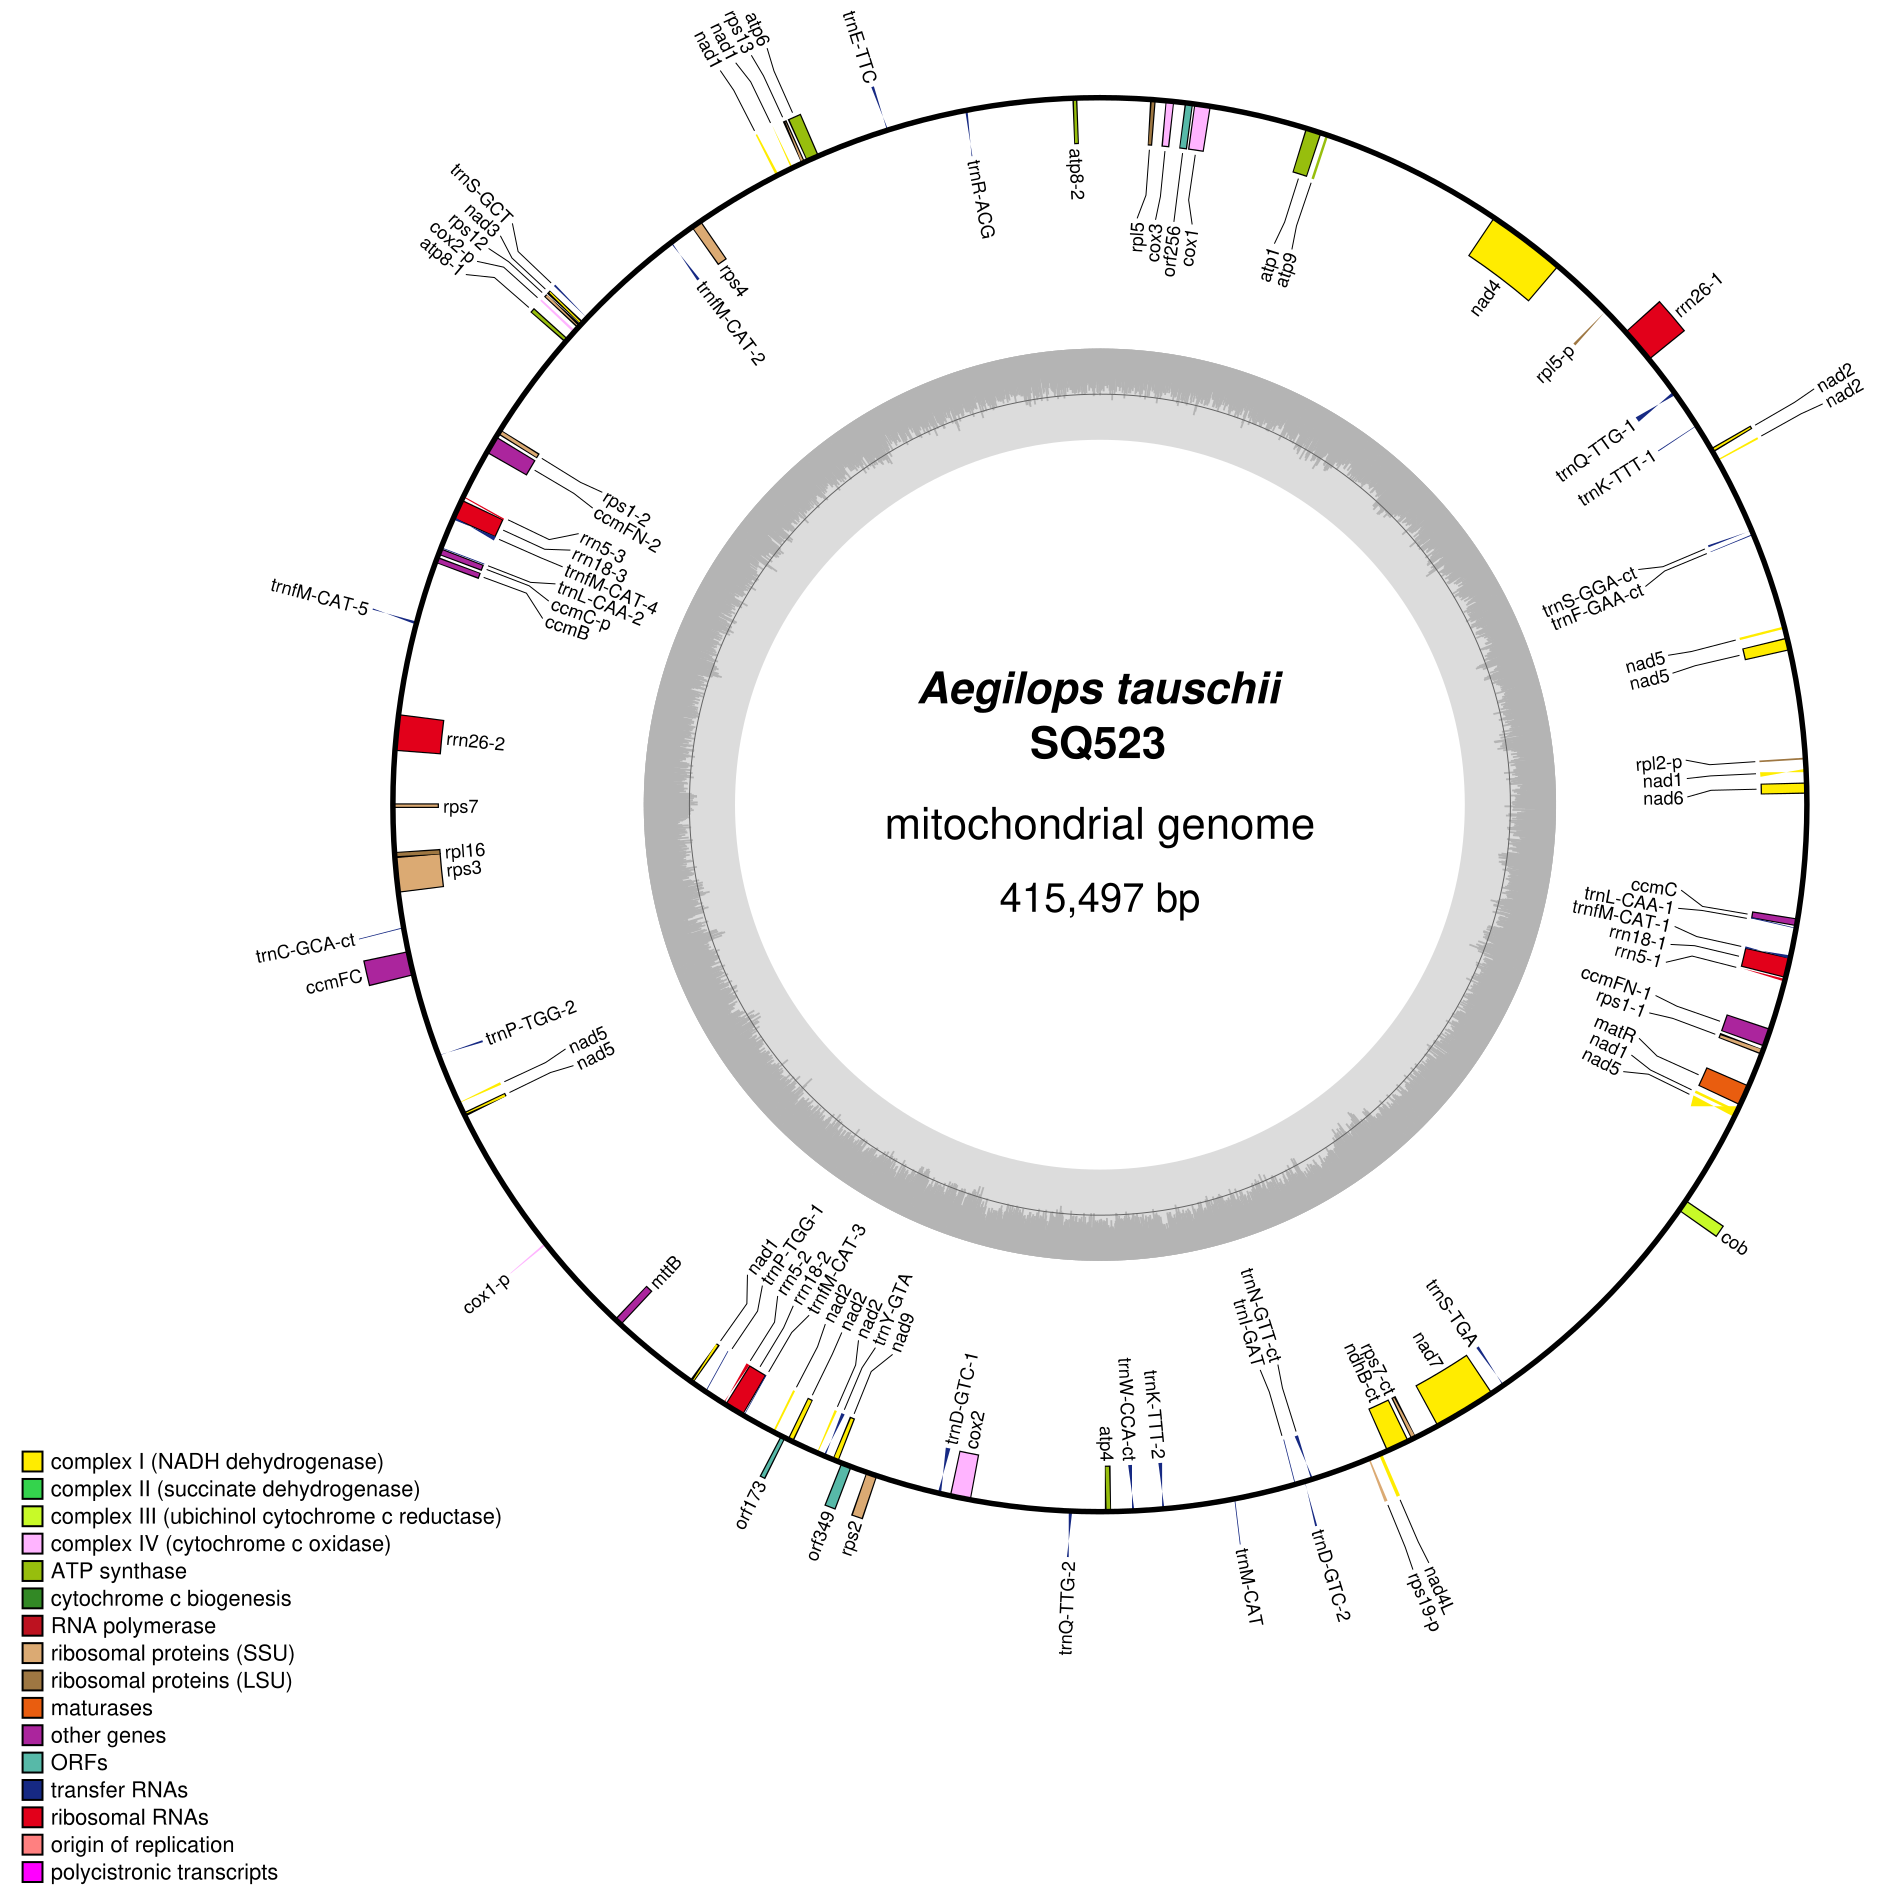 Aegilops tauschii
SQ523
mitochondrial genome
415,497 bp
nad1
nad1
rps13
atp6
trnE-TTC
trnR-ACG
atp8-2
rpl5
cox3
orf256
cox1
atp1
atp9
nad4
rpl5-p
rrn26-1
trnQ-TTG-1
trnK-TTT-1
nad2
nad2
trnS-GGA-ct
trnF-GAA-ct
nad5
nad5
rpl2-p
nad1
nad6
ccmC
trnL-CAA-1
trnfM-CAT-1
rrn18-1
rrn5-1
ccmFN-1
rps1-1
matR
nad1
nad5
cob
trnS-TGA
nad7
rps7-ct
ndhB-ct
nad4L
rps19-p
trnD-GTC-2
trnN-GTT-ct
trnI-GAT
trnM-CAT
trnK-TTT-2
trnW-CCA-ct
atp4
trnQ-TTG-2
cox2
trnD-GTC-1
rps2
orf349
nad9
trnY-GTA
nad2
nad2
nad2
orf173
trnfM-CAT-3
rrn18-2
rrn5-2
trnP-TGG-1
nad1
mttB
cox1-p
nad5
nad5
trnP-TGG-2
ccmFC
trnC-GCA-ct
rps3
rpl16
rps7
rrn26-2
trnfM-CAT-5
ccmB
ccmC-p
trnL-CAA-2
trnfM-CAT-4
rrn18-3
rrn5-3
ccmFN-2
rps1-2
atp8-1
cox2-p
rps12
nad3
trnS-GCT
trnfM-CAT-2
rps4
complex I (NADH dehydrogenase)
complex II (succinate dehydrogenase)
complex III (ubichinol cytochrome c reductase)
complex IV (cytochrome c oxidase)
ATP synthase
cytochrome c biogenesis
RNA polymerase
ribosomal proteins (SSU)
ribosomal proteins (LSU)
maturases
other genes
ORFs
transfer RNAs
ribosomal RNAs
origin of replication
polycistronic transcripts